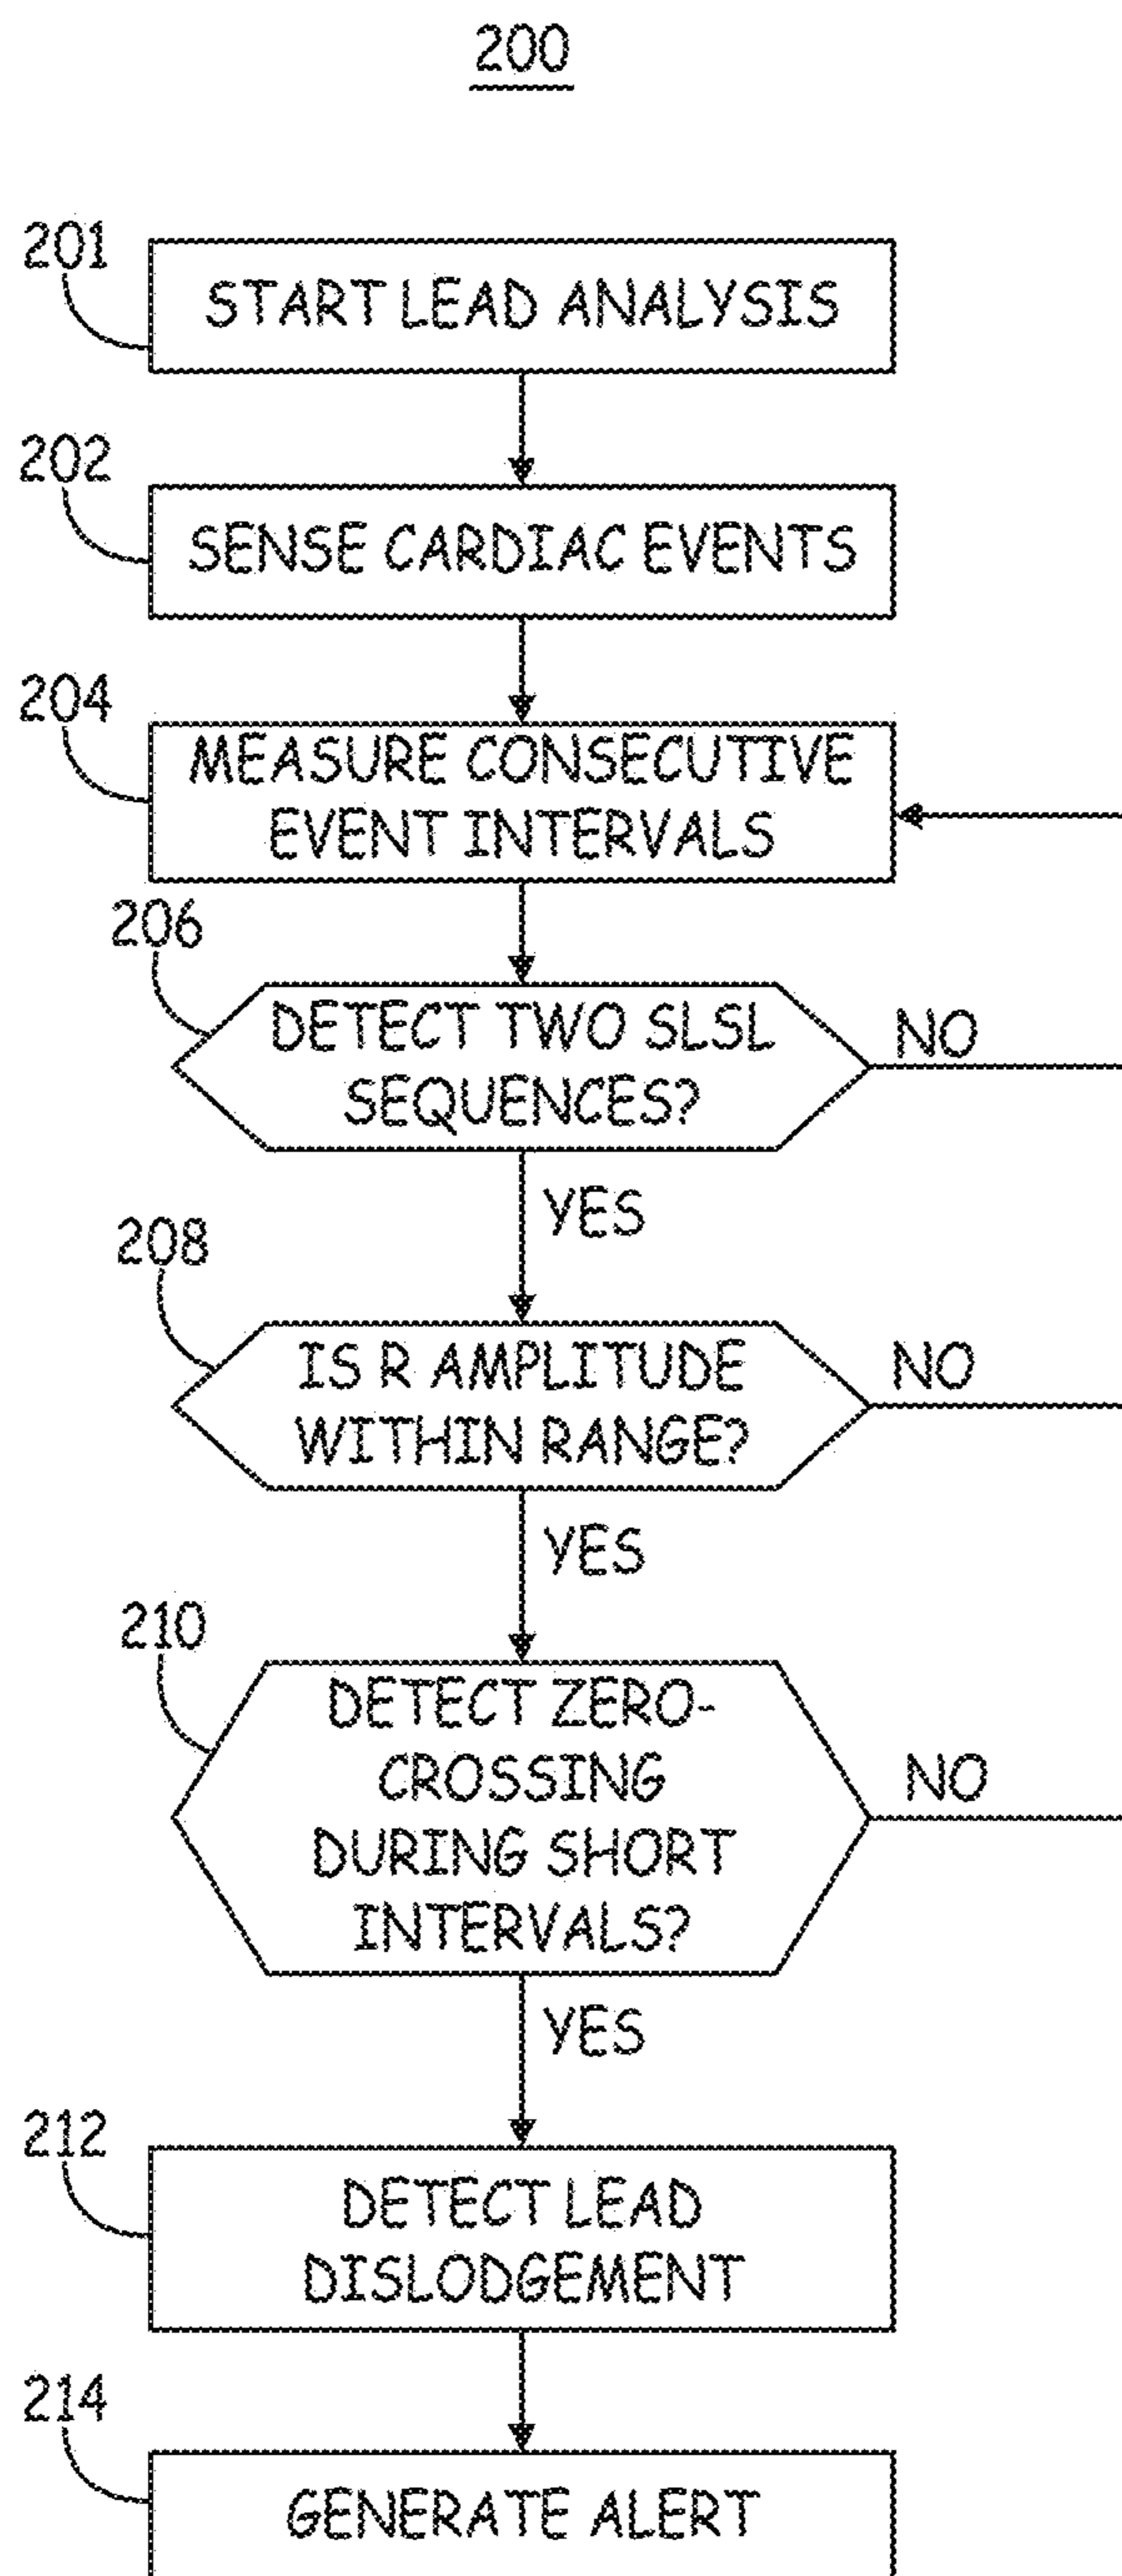 200
201
START LEAD ANALYSIS
202
SENSE CARDIAC EVENTS
204
MEASURE CONSECUTIVE
EVENT INTERVALS
206
DETECT TWO SLSL
SEQUENCES?
NO
YES
208
IS R AMPLITUDE
WITHIN RANGE?
NO
YES
210
DETECT ZERO-
CROSSING
DURING SHORT
INTERVALS?
NO
YES
212
DETECT LEAD
DISLODGEMENT
214
GENERATE ALERT